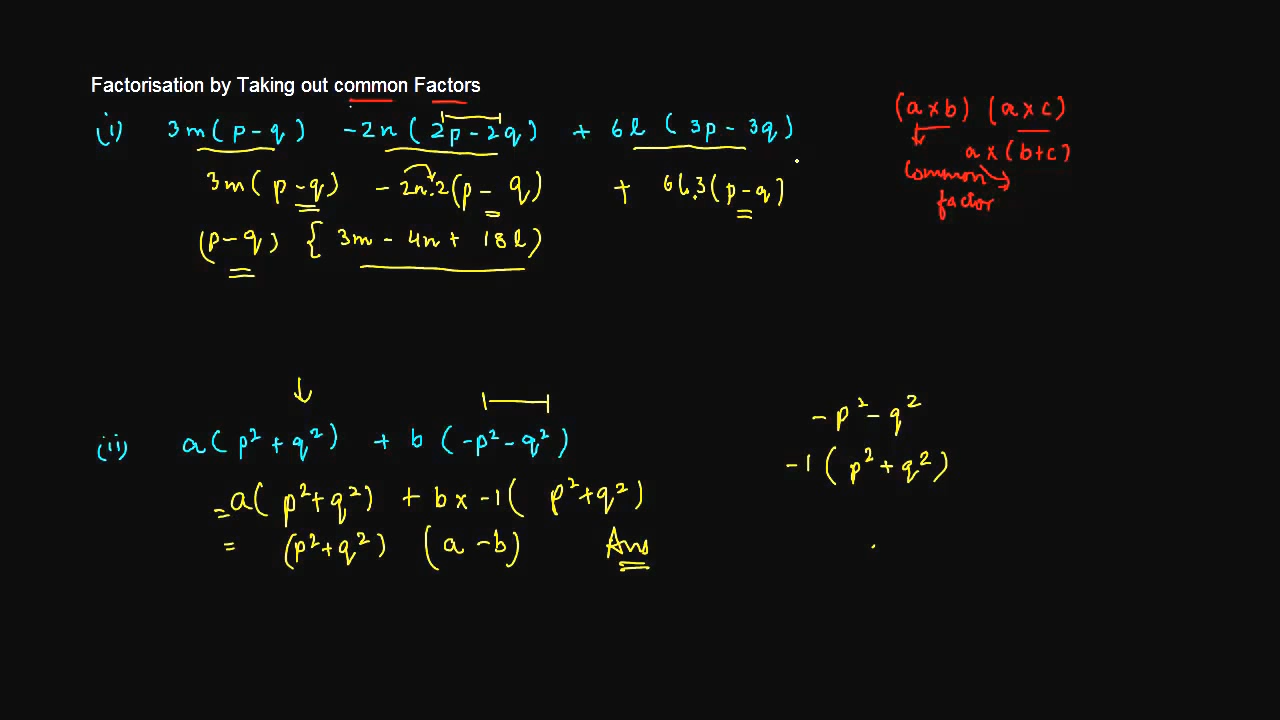 Factorisation by Taking out common Factors
(i) 3m(p-q) -2n(2p-2q) + 6l(3p-3q)
3m(p-q) -2n.2(p-q) + 6l.3(p-q)
(p-q) {3m-4n+18l)
(a×b) (a×c)
a×(b+c)
common
factor
(ii) a(p²+q²) + b(-p²-q²)
=a(p²+q²) + b×-1(p²+q²)
= (p²+q²) (a-b) Ans
-p²-q²
-1(p²+q²)